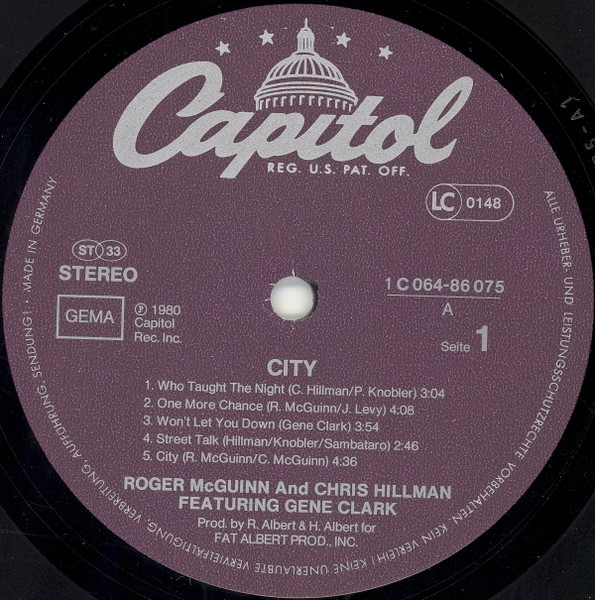 Capitol
REG. U.S. PAT. OFF.
LC 0148
ST 33
STEREO
GEMA
℗ 1980
Capitol
Rec. Inc.
1 C 064-86 075
A
Seite 1
CITY
1. Who Taught The Night (C. Hillman/P. Knobler) 3:04
2. One More Chance (R. McGuinn/J. Levy) 4:08
3. Won't Let You Down (Gene Clark) 3:54
4. Street Talk (Hillman/Knobler/Sambataro) 2:46
5. City (R. McGuinn/C. McGuinn) 4:36
ROGER McGUINN And CHRIS HILLMAN
FEATURING GENE CLARK
Prod. by R. Albert & H. Albert for
FAT ALBERT PROD., INC.
ALLE URHEBER- UND LEISTUNGSSCHUTZRECHTE VORBEHALTEN. KEIN VERLEIH! KEINE UNERLAUBTE VERVIELFÄLTIGUNG, VERBREITUNG, AUFFÜHRUNG, SENDUNG! · MADE IN GERMANY